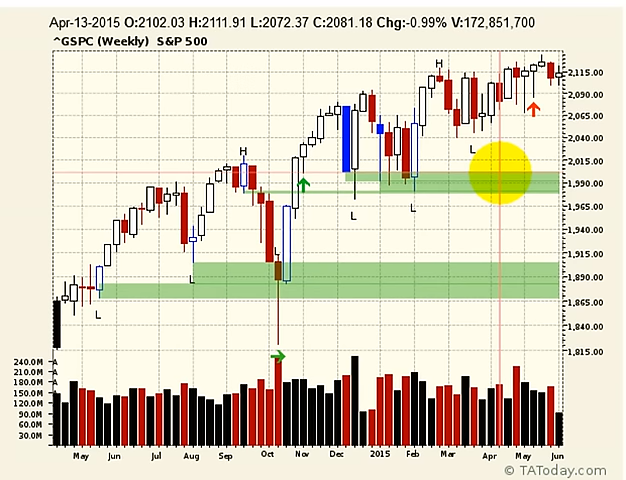 Apr-13-2015 O:2102.03 H:2111.91 L:2072.37 C:2081.18 Chg:-0.99% V:172,851,700
^GSPC (Weekly) S&P 500
H
H
2,115.00
2,090.00
2,065.00
2,040.00
L
2,015.00
1,990.00
1,965.00
L
L
1,940.00
1,915.00
L
L
1,890.00
1,865.00
L
1,840.00
1,815.00
240.0M A
210.0M A
180.0M A
150.0M A
120.0M
90.0M
60.0M
30.0M
May Jun Jul Aug Sep Oct Nov Dec 2015 Feb Mar Apr May Jun
© TAToday.com